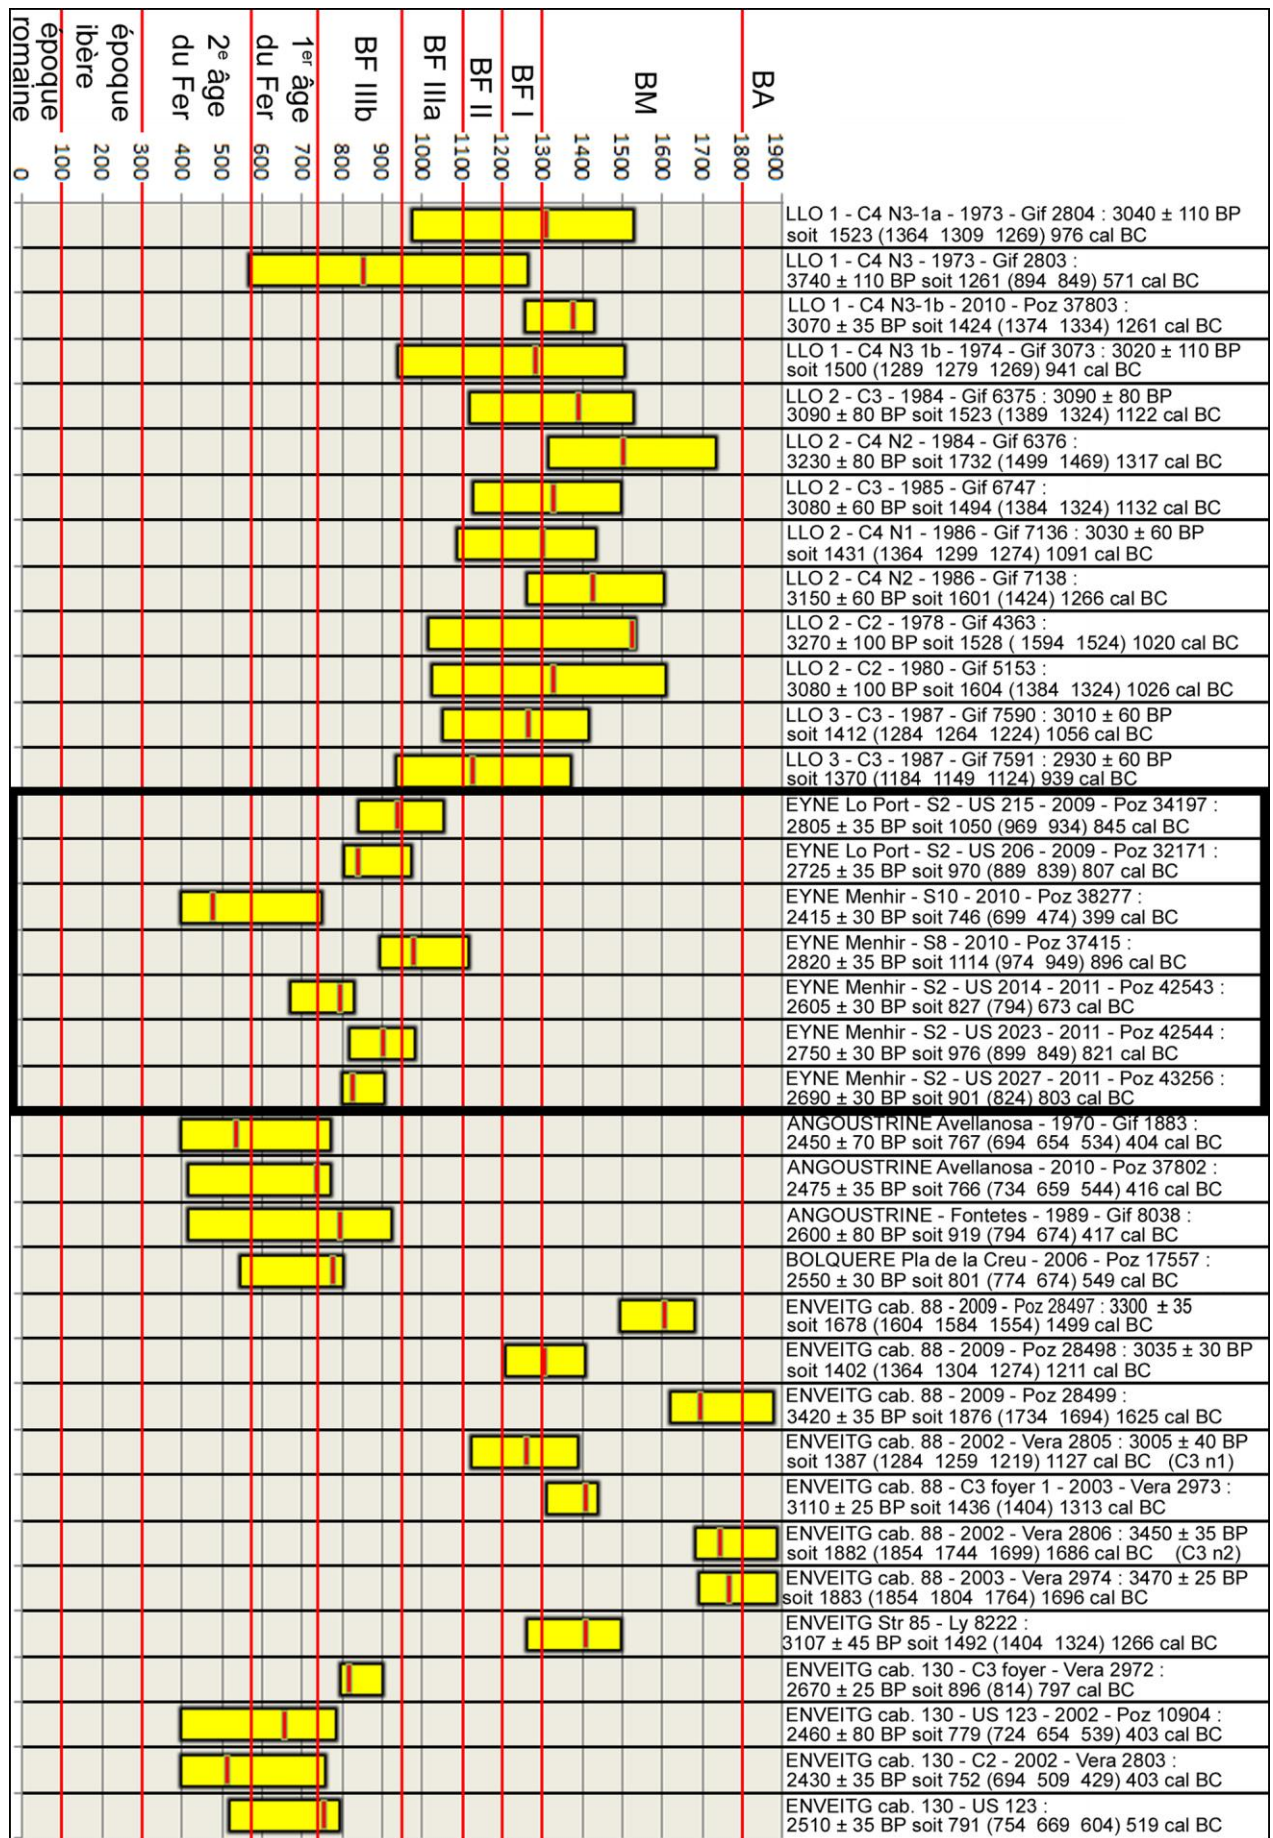 époque
romaine
époque
ibère
2e âge
du Fer
1er âge
du Fer
BF IIIb
BF IIIa
BF II
BF I
BM
BA
0
100
200
300
400
500
600
700
800
900
1000
1100
1200
1300
1400
1500
1600
1700
1800
1900
LLO 1 - C4 N3-1a - 1973 - Gif 2804 : 3040 ± 110 BP
soit 1523 (1364 1309 1269) 976 cal BC
LLO 1 - C4 N3 - 1973 - Gif 2803 :
3740 ± 110 BP soit 1261 (894 849) 571 cal BC
LLO 1 - C4 N3-1b - 2010 - Poz 37803 :
3070 ± 35 BP soit 1424 (1374 1334) 1261 cal BC
LLO 1 - C4 N3 1b - 1974 - Gif 3073 : 3020 ± 110 BP
soit 1500 (1289 1279 1269) 941 cal BC
LLO 2 - C3 - 1984 - Gif 6375 : 3090 ± 80 BP
3090 ± 80 BP soit 1523 (1389 1324) 1122 cal BC
LLO 2 - C4 N2 - 1984 - Gif 6376 :
3230 ± 80 BP soit 1732 (1499 1469) 1317 cal BC
LLO 2 - C3 - 1985 - Gif 6747 :
3080 ± 60 BP soit 1494 (1384 1324) 1132 cal BC
LLO 2 - C4 N1 - 1986 - Gif 7136 : 3030 ± 60 BP
soit 1431 (1364 1299 1274) 1091 cal BC
LLO 2 - C4 N2 - 1986 - Gif 7138 :
3150 ± 60 BP soit 1601 (1424) 1266 cal BC
LLO 2 - C2 - 1978 - Gif 4363 :
3270 ± 100 BP soit 1528 ( 1594 1524) 1020 cal BC
LLO 2 - C2 - 1980 - Gif 5153 :
3080 ± 100 BP soit 1604 (1384 1324) 1026 cal BC
LLO 3 - C3 - 1987 - Gif 7590 : 3010 ± 60 BP
soit 1412 (1284 1264 1224) 1056 cal BC
LLO 3 - C3 - 1987 - Gif 7591 : 2930 ± 60 BP
soit 1370 (1184 1149 1124) 939 cal BC
EYNE Lo Port - S2 - US 215 - 2009 - Poz 34197 :
2805 ± 35 BP soit 1050 (969 934) 845 cal BC
EYNE Lo Port - S2 - US 206 - 2009 - Poz 32171 :
2725 ± 35 BP soit 970 (889 839) 807 cal BC
EYNE Menhir - S10 - 2010 - Poz 38277 :
2415 ± 30 BP soit 746 (699 474) 399 cal BC
EYNE Menhir - S8 - 2010 - Poz 37415 :
2820 ± 35 BP soit 1114 (974 949) 896 cal BC
EYNE Menhir - S2 - US 2014 - 2011 - Poz 42543 :
2605 ± 30 BP soit 827 (794) 673 cal BC
EYNE Menhir - S2 - US 2023 - 2011 - Poz 42544 :
2750 ± 30 BP soit 976 (899 849) 821 cal BC
EYNE Menhir - S2 - US 2027 - 2011 - Poz 43256 :
2690 ± 30 BP soit 901 (824) 803 cal BC
ANGOUSTRINE Avellanosa - 1970 - Gif 1883 :
2450 ± 70 BP soit 767 (694 654 534) 404 cal BC
ANGOUSTRINE Avellanosa - 2010 - Poz 37802 :
2475 ± 35 BP soit 766 (734 659 544) 416 cal BC
ANGOUSTRINE - Fontetes - 1989 - Gif 8038 :
2600 ± 80 BP soit 919 (794 674) 417 cal BC
BOLQUERE Pla de la Creu - 2006 - Poz 17557 :
2550 ± 30 BP soit 801 (774 674) 549 cal BC
ENVEITG cab. 88 - 2009 - Poz 28497 : 3300 ± 35
soit 1678 (1604 1584 1554) 1499 cal BC
ENVEITG cab. 88 - 2009 - Poz 28498 : 3035 ± 30 BP
soit 1402 (1364 1304 1274) 1211 cal BC
ENVEITG cab. 88 - 2009 - Poz 28499 :
3420 ± 35 BP soit 1876 (1734 1694) 1625 cal BC
ENVEITG cab. 88 - 2002 - Vera 2805 : 3005 ± 40 BP
soit 1387 (1284 1259 1219) 1127 cal BC (C3 n1)
ENVEITG cab. 88 - C3 foyer 1 - 2003 - Vera 2973 :
3110 ± 25 BP soit 1436 (1404) 1313 cal BC
ENVEITG cab. 88 - 2002 - Vera 2806 : 3450 ± 35 BP
soit 1882 (1854 1744 1699) 1686 cal BC (C3 n2)
ENVEITG cab. 88 - 2003 - Vera 2974 : 3470 ± 25 BP
soit 1883 (1854 1804 1764) 1696 cal BC
ENVEITG Str 85 - Ly 8222 :
3107 ± 45 BP soit 1492 (1404 1324) 1266 cal BC
ENVEITG cab. 130 - C3 foyer - Vera 2972 :
2670 ± 25 BP soit 896 (814) 797 cal BC
ENVEITG cab. 130 - US 123 - 2002 - Poz 10904 :
2460 ± 80 BP soit 779 (724 654 539) 403 cal BC
ENVEITG cab. 130 - C2 - 2002 - Vera 2803 :
2430 ± 35 BP soit 752 (694 509 429) 403 cal BC
ENVEITG cab. 130 - US 123 :
2510 ± 35 BP soit 791 (754 669 604) 519 cal BC